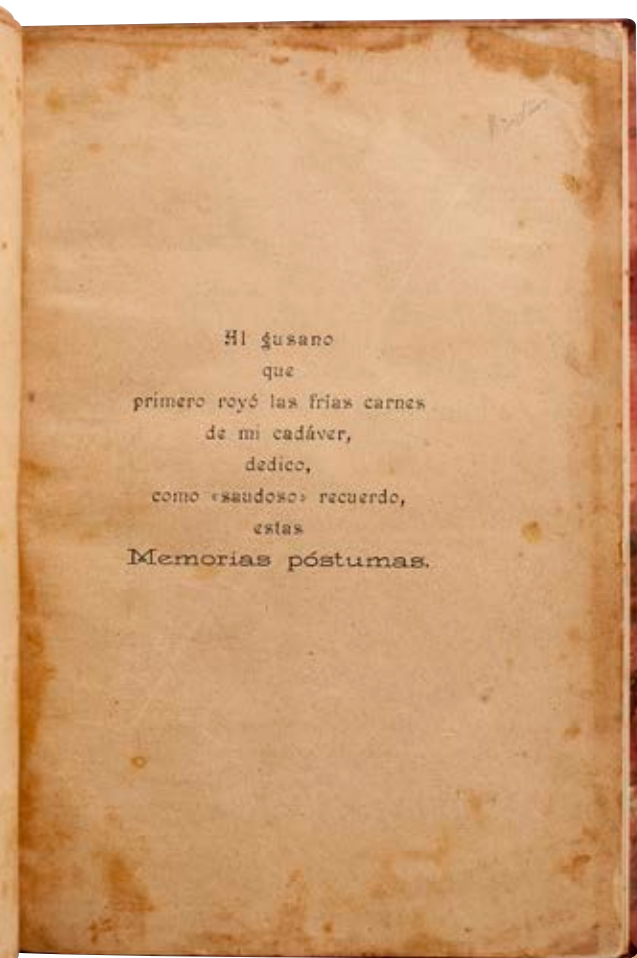 Al gusano
que
primero royó las frías carnes
de mi cadáver,
dedico,
como «saudoso» recuerdo,
estas
Memorias póstumas.